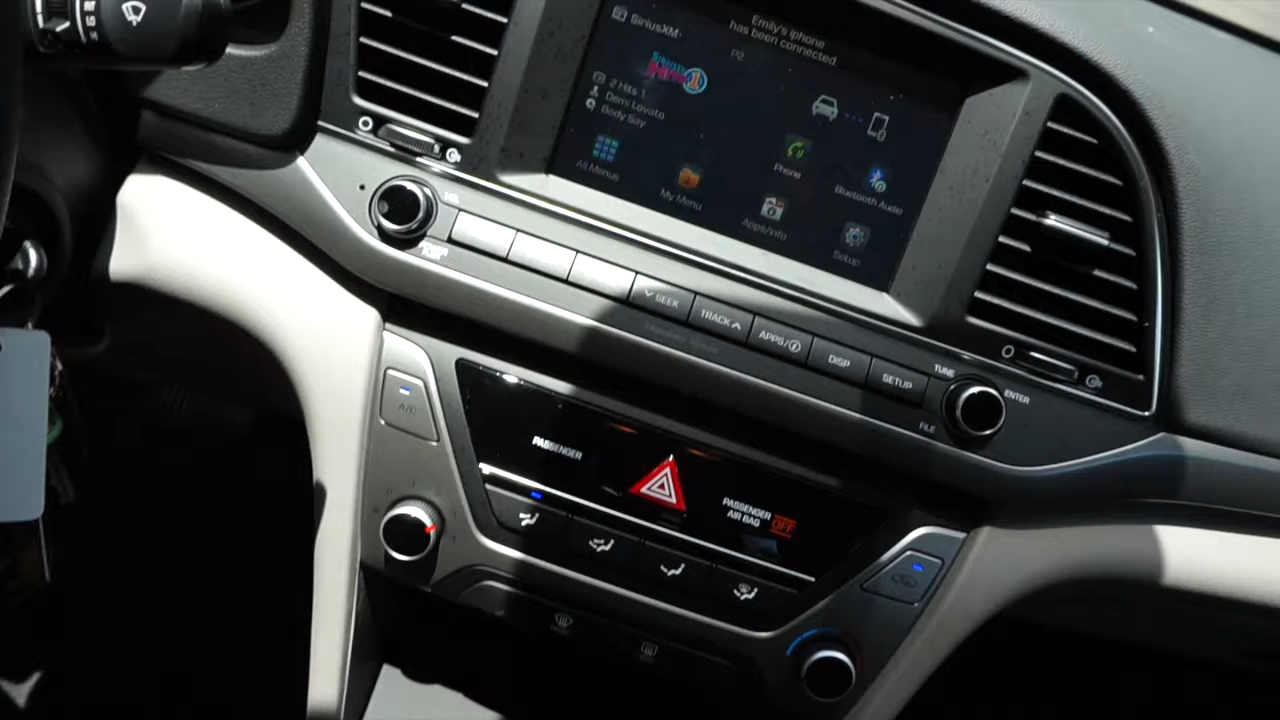 Emily's iphone
has been connected
SiriusXM
P2
2 Hits 1
Demi Lovato
Body Say
All Menus
My Menu
Phone
Bluetooth Audio
Apps/info
Setup
SEEK
TRACK
APPS/
DISP
SETUP
TUNE
ENTER
FILE
A/C
PASSENGER
PASSENGER
AIR BAG OFF